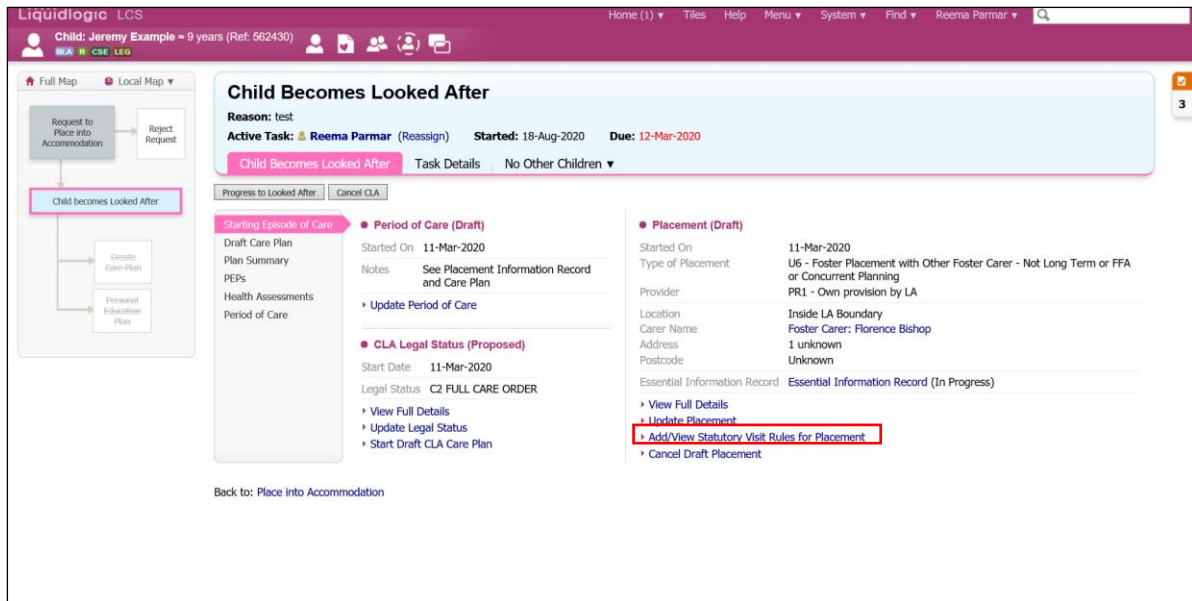 Liquidlogic LCS
Home (1) ▾ Tiles Help Menu ▾ System ▾ Find ▾ Reema Parmar ▾
Child: Jeremy Example ≈ 9 years (Ref: 562430)
BLA R CSE LEG
Full Map Local Map ▾
Request to
Place into
Accommodation
Reject
Request
Child becomes Looked After
Create
Care Plan
Personal
Education
Plan
Child Becomes Looked After
Reason: test
Active Task: Reema Parmar (Reassign) Started: 18-Aug-2020 Due: 12-Mar-2020
Child Becomes Looked After Task Details No Other Children ▾
3
Progress to Looked After Cancel CLA
Starting Episode of Care
Draft Care Plan
Plan Summary
PEPs
Health Assessments
Period of Care
Period of Care (Draft)
Started On 11-Mar-2020
Notes See Placement Information Record
and Care Plan
Update Period of Care
CLA Legal Status (Proposed)
Start Date 11-Mar-2020
Legal Status C2 FULL CARE ORDER
View Full Details
Update Legal Status
Start Draft CLA Care Plan
Placement (Draft)
Started On 11-Mar-2020
Type of Placement U6 - Foster Placement with Other Foster Carer - Not Long Term or FFA
or Concurrent Planning
Provider PR1 - Own provision by LA
Location Inside LA Boundary
Carer Name Foster Carer: Florence Bishop
Address 1 unknown
Postcode Unknown
Essential Information Record Essential Information Record (In Progress)
View Full Details
Update Placement
Add/View Statutory Visit Rules for Placement
Cancel Draft Placement
Back to: Place into Accommodation